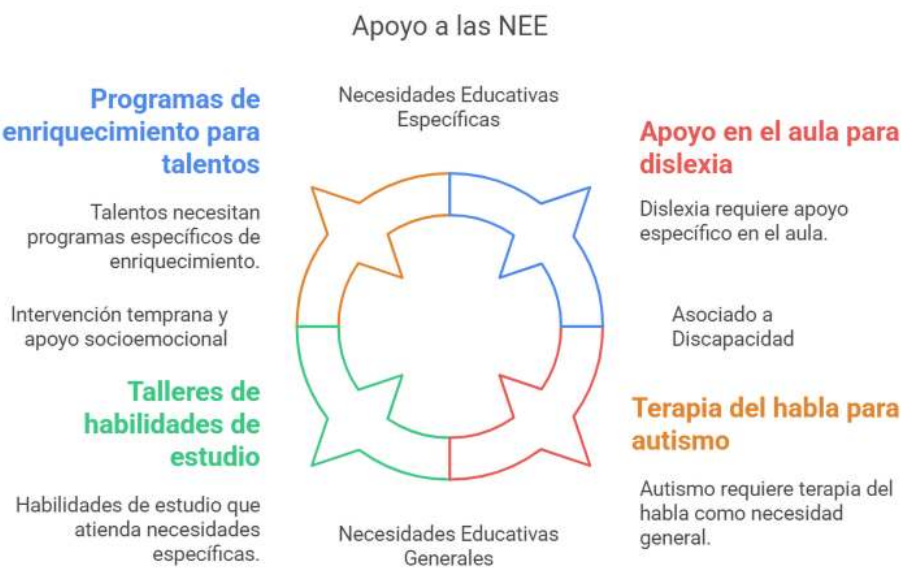 Apoyo a las NEE
Necesidades Educativas
Específicas
Programas de
enriquecimiento para
talentos
Talentos necesitan
programas específicos de
enriquecimiento.
Apoyo en el aula para
dislexia
Dislexia requiere apoyo
específico en el aula.
Intervención temprana y
apoyo socioemocional
Asociado a
Discapacidad
Talleres de
habilidades de
estudio
Habilidades de estudio que
atienda necesidades
específicas.
Terapia del habla para
autismo
Autismo requiere terapia del
habla como necesidad
general.
Necesidades Educativas
Generales